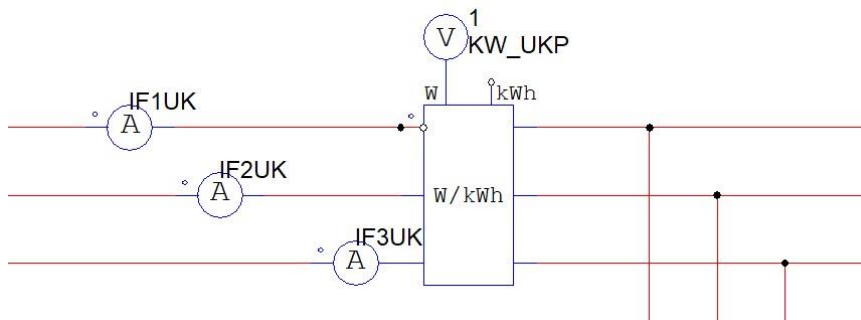 V
1
KW_UKP
W
kWh
IF1UK
A
IF2UK
A
W/kWh
IF3UK
A